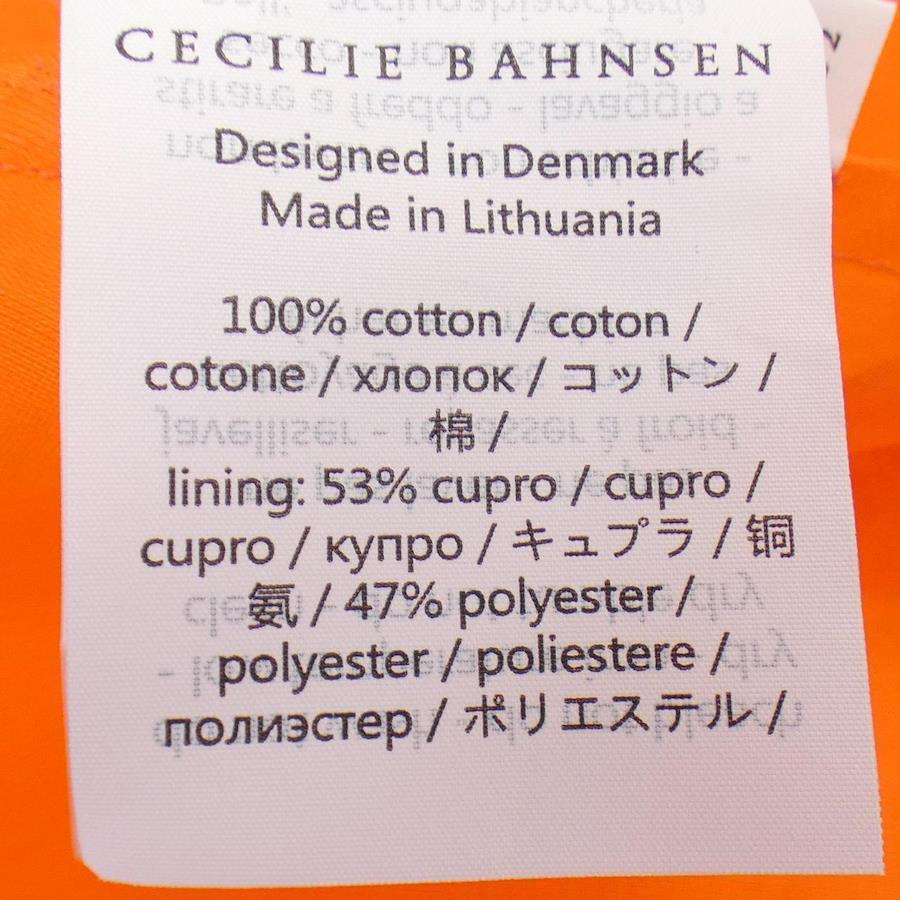 CECILIE BAHNSEN
Designed in Denmark
Made in Lithuania
100% cotton / coton /
cotone / хлопок / コットン /
棉 /
lining: 53% cupro / cupro /
cupro / купро / キュプラ / 铜
氨 / 47% polyester /
polyester / poliestere /
полиэстер / ポリエステル /